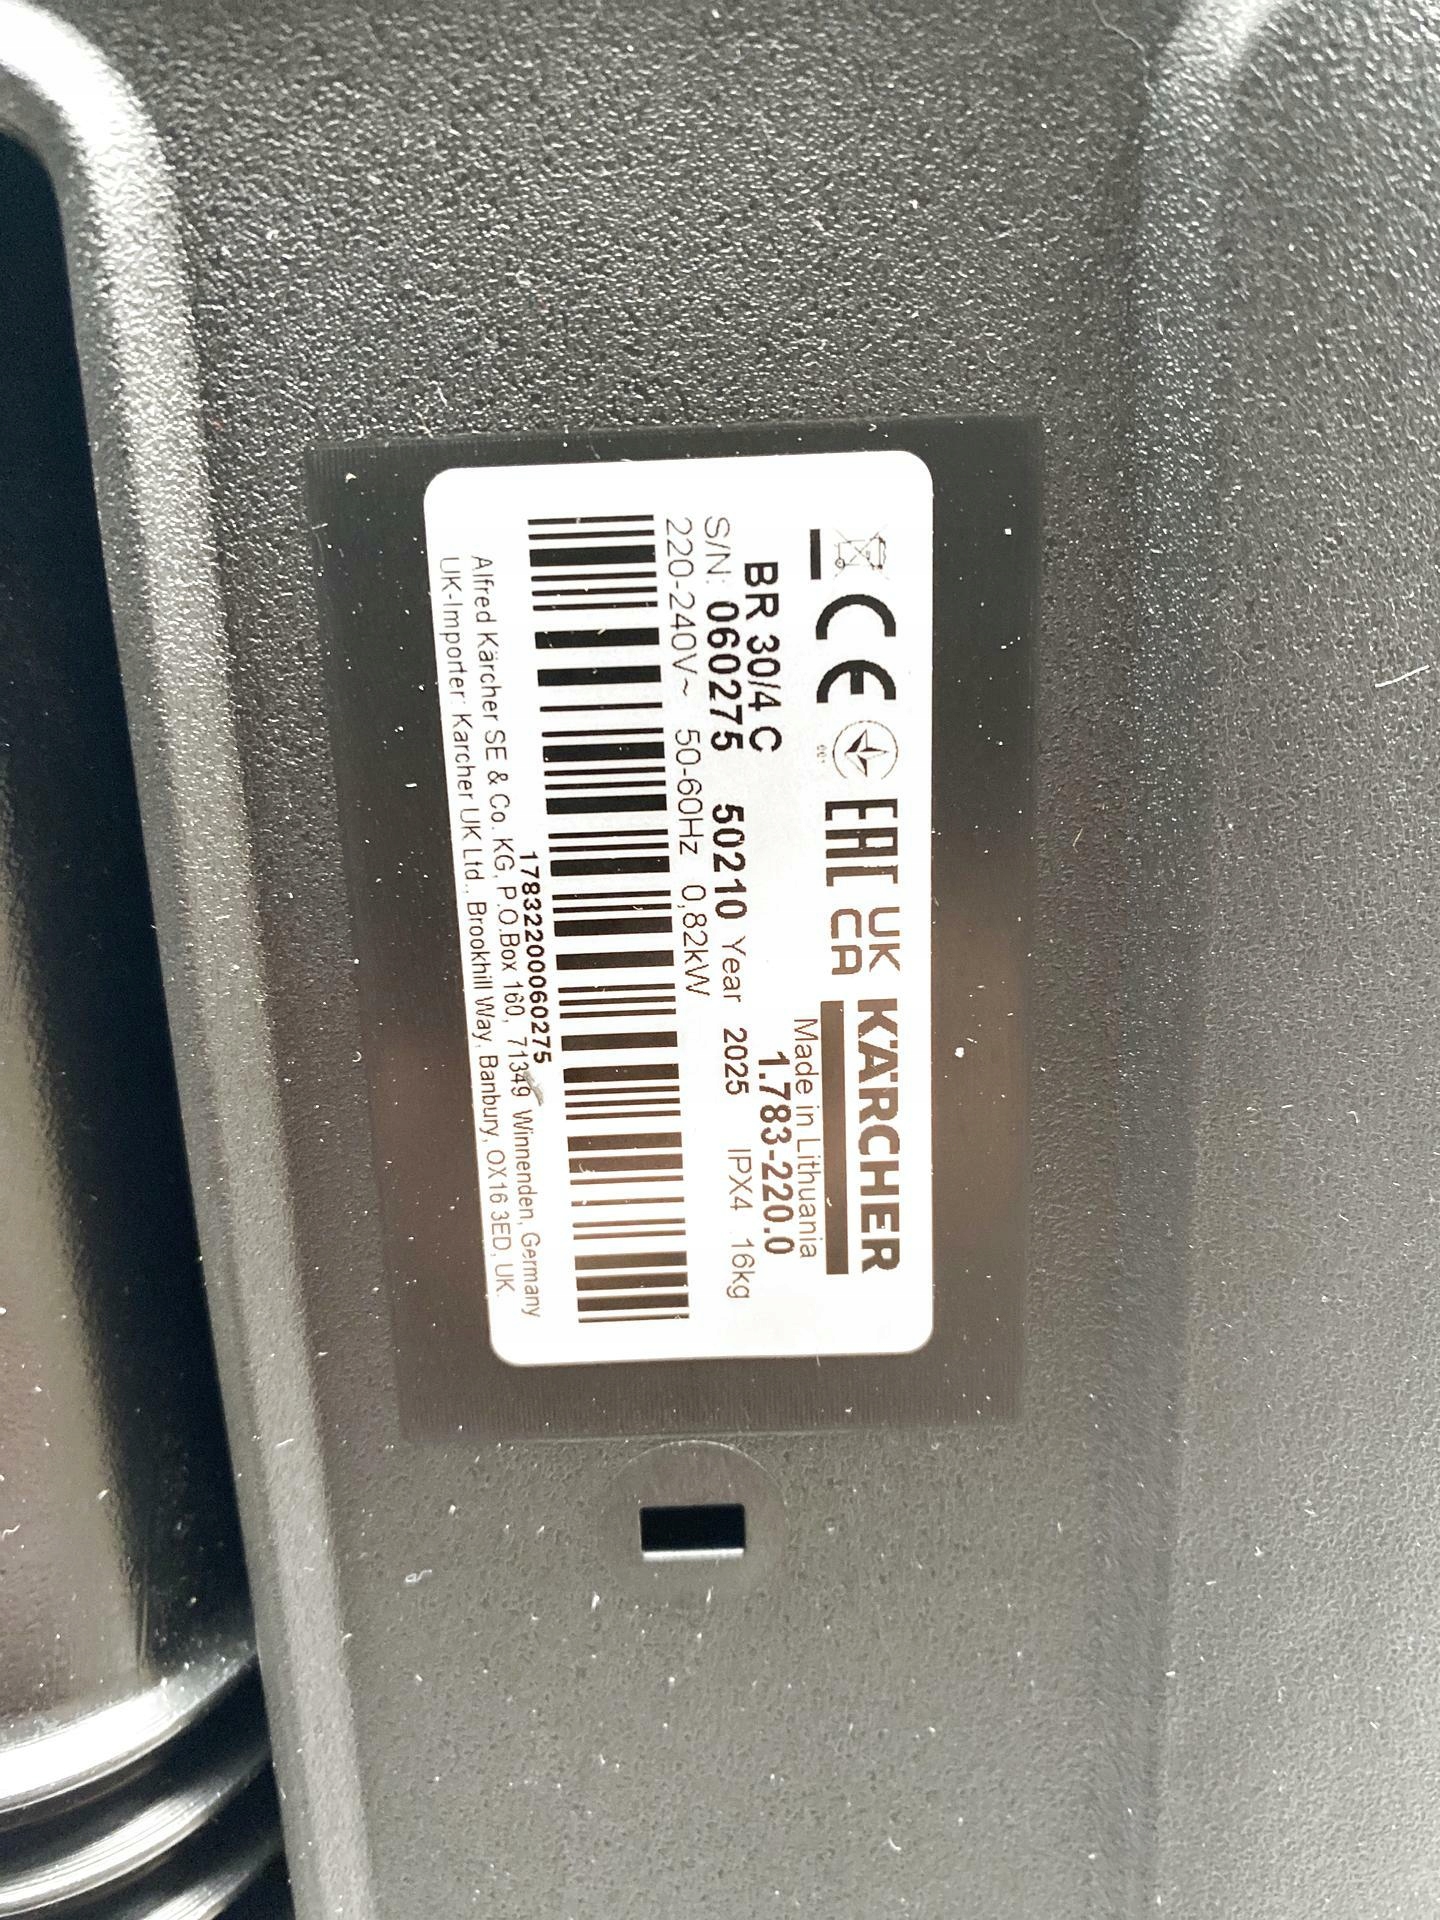 CE EAC UK CA KÄRCHER
Made in Lithuania
BR 30/4 C 1.783-220.0
S/N: 060275 50210 Year 2025 IPX4 16kg
220-240V~ 50-60Hz 0,82kW
17832200060275
Alfred Kärcher SE & Co. KG, P.O.Box 160, 71349 Winnenden, Germany
UK-Importer: Kärcher UK Ltd., Brookhill Way, Banbury, OX16 3ED, UK.